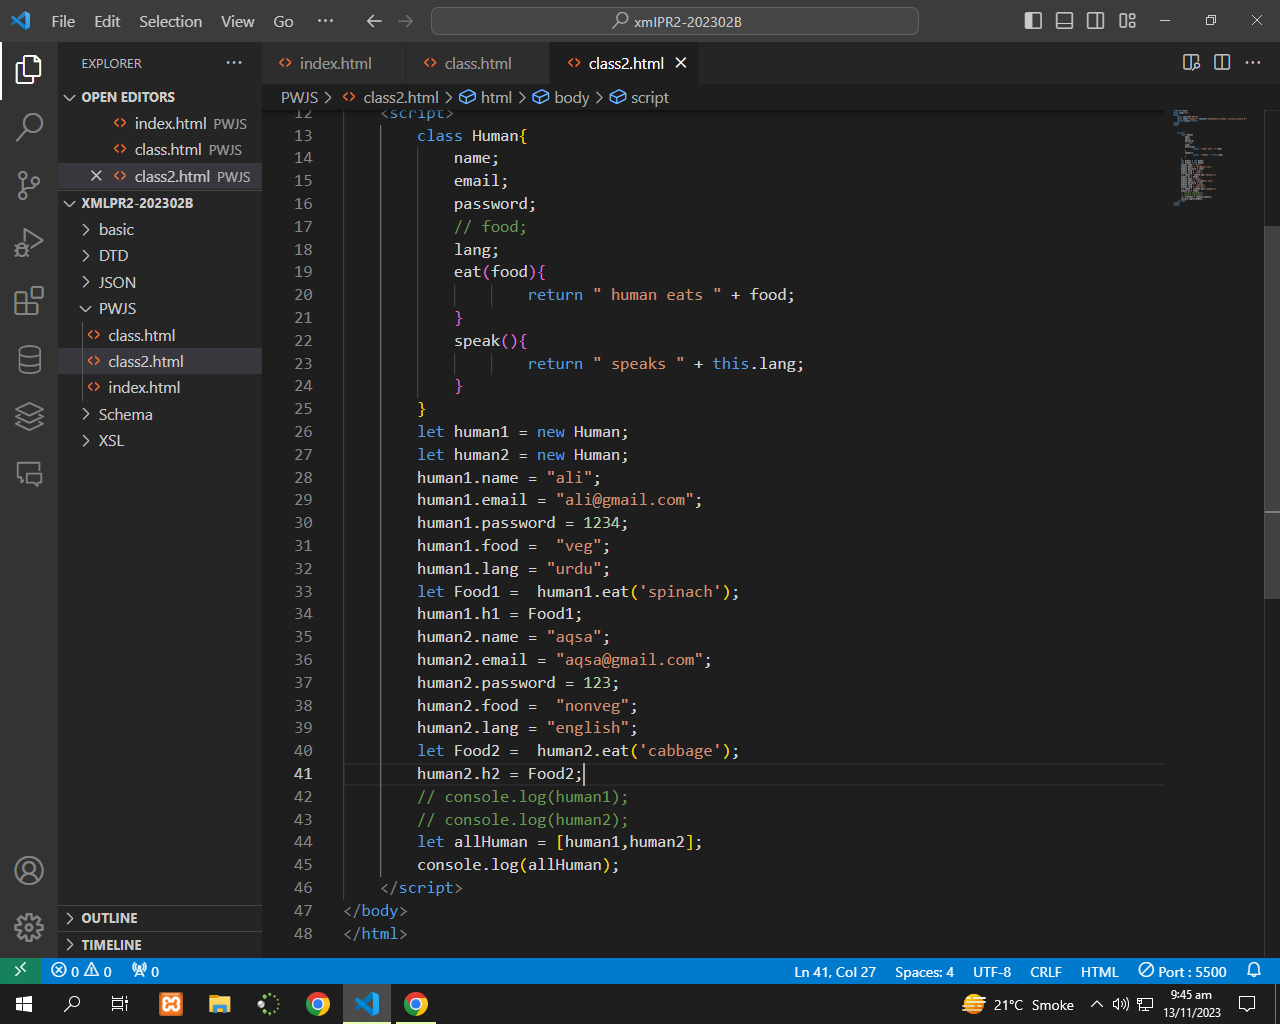 File Edit Selection View Go ··· xmlPR2-202302B
EXPLORER ···
index.html class.html class2.html
PWJS > class2.html > html > body > script
OPEN EDITORS
index.html PWJS
class.html PWJS
class2.html PWJS
XMLPR2-202302B
basic
DTD
JSON
PWJS
class.html
class2.html
index.html
Schema
XSL
OUTLINE
TIMELINE
12 <script>
13 class Human{
14 name;
15 email;
16 password;
17 // food;
18 lang;
19 eat(food){
20 return " human eats " + food;
21 }
22 speak(){
23 return " speaks " + this.lang;
24 }
25 }
26 let human1 = new Human;
27 let human2 = new Human;
28 human1.name = "ali";
29 human1.email = "ali@gmail.com";
30 human1.password = 1234;
31 human1.food =  "veg";
32 human1.lang = "urdu";
33 let Food1 =  human1.eat('spinach');
34 human1.h1 = Food1;
35 human2.name = "aqsa";
36 human2.email = "aqsa@gmail.com";
37 human2.password = 123;
38 human2.food =  "nonveg";
39 human2.lang = "english";
40 let Food2 =  human2.eat('cabbage');
41 human2.h2 = Food2;
42 // console.log(human1);
43 // console.log(human2);
44 let allHuman = [human1,human2];
45 console.log(allHuman);
46 </script>
47 </body>
48 </html>
0 0 0 Ln 41, Col 27 Spaces: 4 UTF-8 CRLF HTML Port : 5500
21°C Smoke 9:45 am
13/11/2023